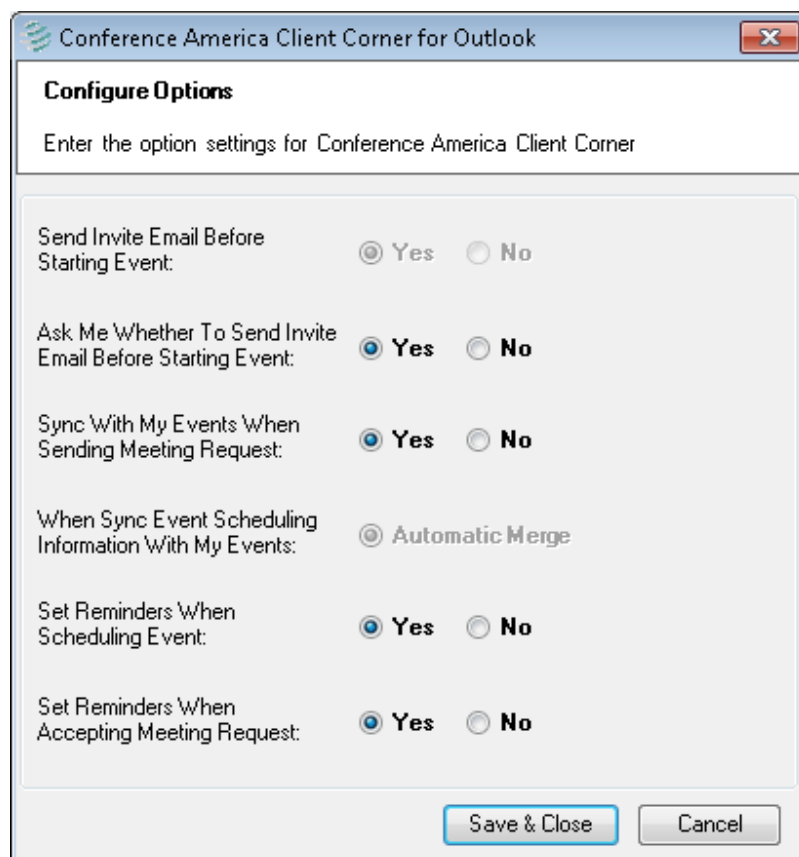 Conference America Client Corner for Outlook
Configure Options
Enter the option settings for Conference America Client Corner
Send Invite Email Before
Starting Event:
Yes No
Ask Me Whether To Send Invite
Email Before Starting Event:
Yes No
Sync With My Events When
Sending Meeting Request:
Yes No
When Sync Event Scheduling
Information With My Events:
Automatic Merge
Set Reminders When
Scheduling Event:
Yes No
Set Reminders When
Accepting Meeting Request:
Yes No
Save & Close Cancel